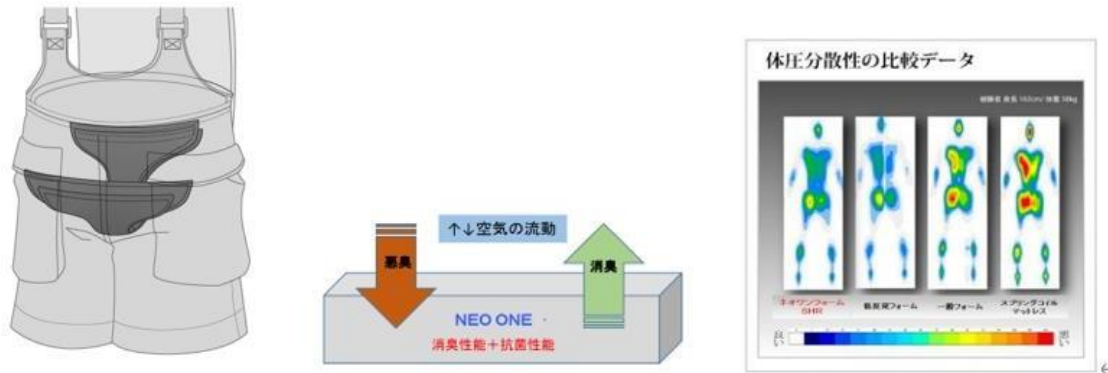 ↑↓空気の流動
悪臭
消臭
NEO ONE
消臭性能+抗菌性能
体圧分散性の比較データ
ネオワンフォーム
SHR
低反発フォーム
一般フォーム
スプリングコイル
マットレス
良い
悪い